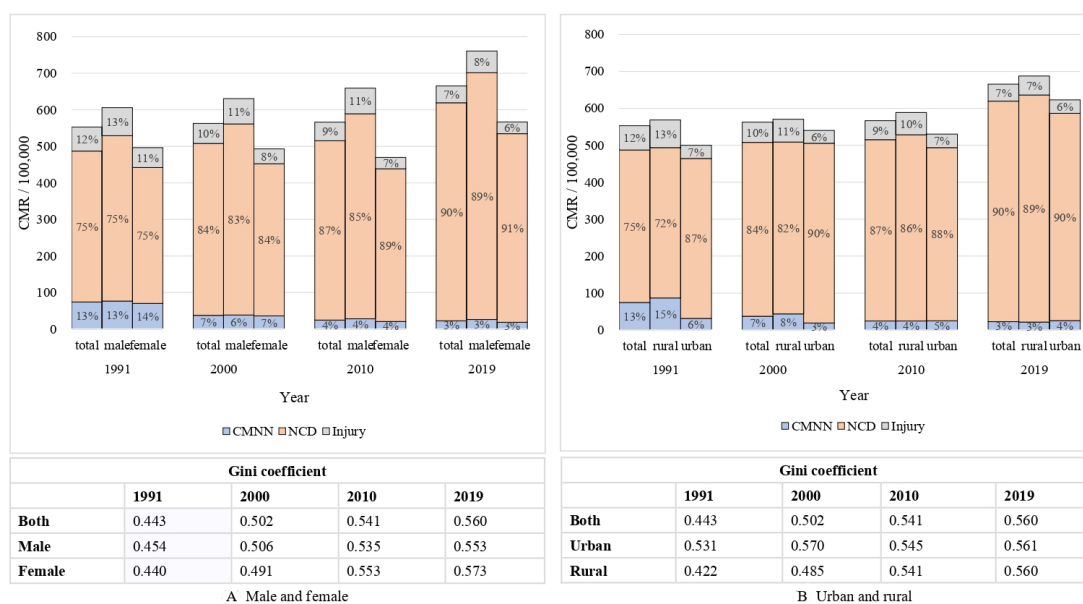 800
700
600
500
400
300
200
100
0
CMR / 100,000
12% 13% 11% 10% 11% 8% 9% 11% 7% 7% 8% 6%
75% 75% 75% 84% 83% 84% 87% 85% 89% 90% 89% 91%
13% 13% 14% 7% 6% 7% 4% 4% 4% 3% 3% 3%
total male female total male female total male female total male female
1991 2000 2010 2019
Year
CMNN NCD Injury
Gini coefficient
1991 2000 2010 2019
Both 0.443 0.502 0.541 0.560
Male 0.454 0.506 0.535 0.553
Female 0.440 0.491 0.553 0.573
A Male and female
800
700
600
500
400
300
200
100
0
CMR / 100,000
12% 13% 7% 10% 11% 6% 9% 10% 7% 7% 7% 6%
75% 72% 87% 84% 82% 90% 87% 86% 88% 90% 89% 90%
13% 15% 6% 7% 8% 3% 4% 4% 5% 3% 3% 4%
total rural urban total rural urban total rural urban total rural urban
1991 2000 2010 2019
Year
CMNN NCD Injury
Gini coefficient
1991 2000 2010 2019
Both 0.443 0.502 0.541 0.560
Urban 0.531 0.570 0.545 0.561
Rural 0.422 0.485 0.541 0.560
B Urban and rural